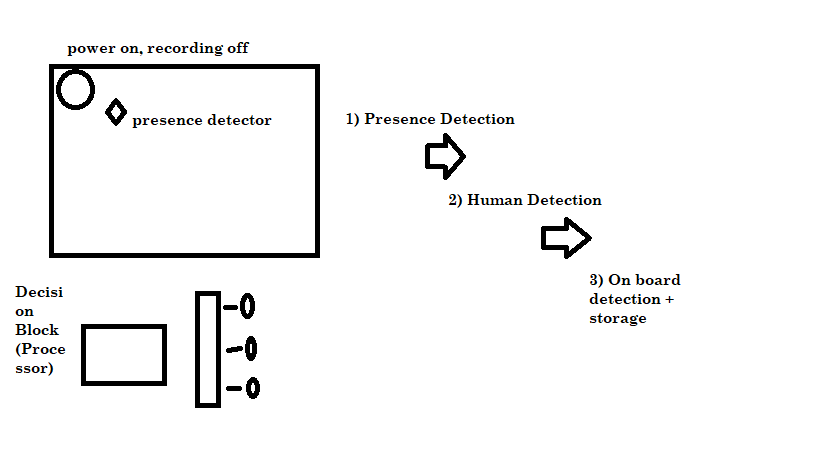 power on, recording off
presence detector
1) Presence Detection
2) Human Detection
3) On board
detection +
storage
Decisi
on
Block
(Proce
ssor)